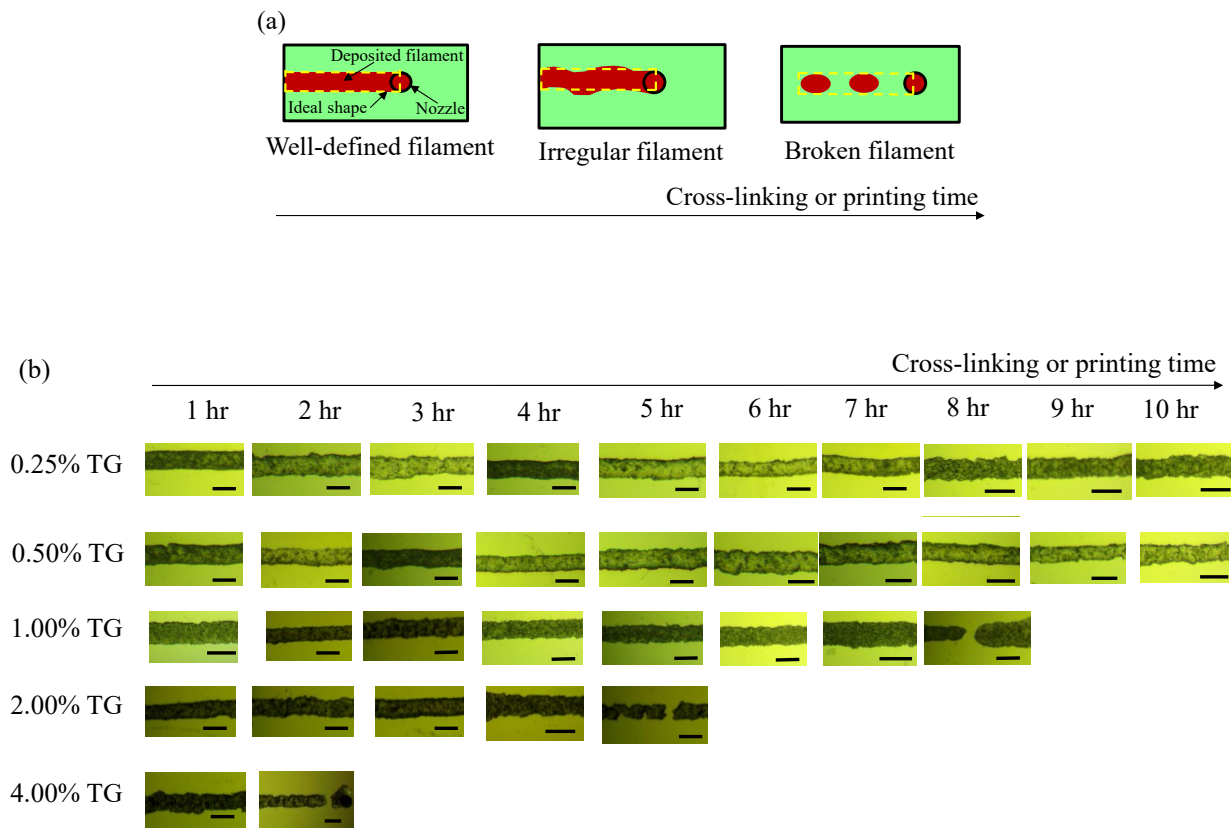 (a)
Deposited filament
Ideal shape
Nozzle
Well-defined filament
Irregular filament
Broken filament
Cross-linking or printing time
(b)
Cross-linking or printing time
1 hr 2 hr 3 hr 4 hr 5 hr 6 hr 7 hr 8 hr 9 hr 10 hr
0.25% TG
0.50% TG
1.00% TG
2.00% TG
4.00% TG